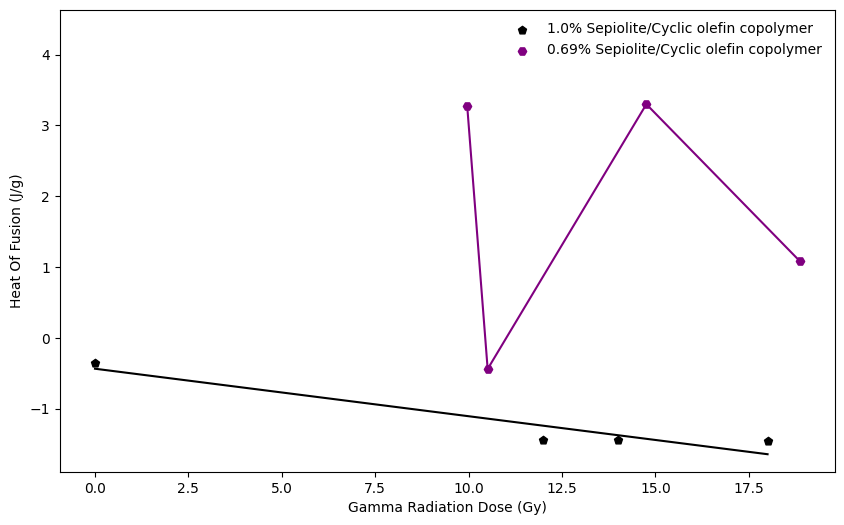 1.0% Sepiolite/Cyclic olefin copolymer
0.69% Sepiolite/Cyclic olefin copolymer
4
3
2
1
0
−1
Heat Of Fusion (J/g)
0.0 2.5 5.0 7.5 10.0 12.5 15.0 17.5
Gamma Radiation Dose (Gy)